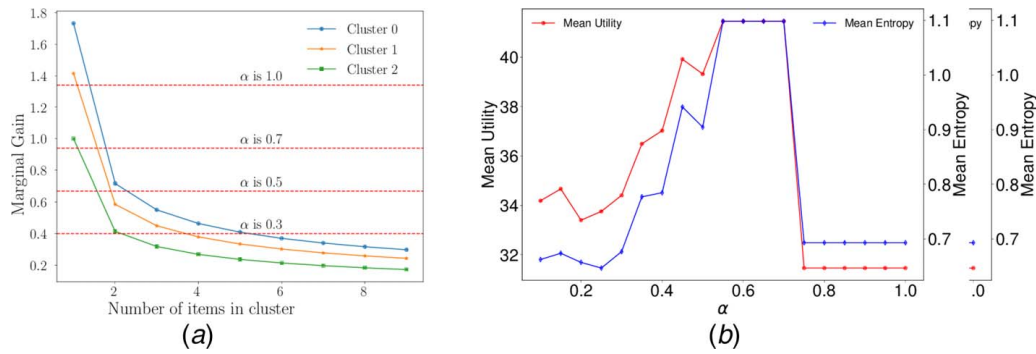 1.8
1.6
1.4
1.2
1.0
0.8
0.6
0.4
0.2
Marginal Gain
Cluster 0
Cluster 1
Cluster 2
α is 1.0
α is 0.7
α is 0.5
α is 0.3
2 4 6 8
Number of items in cluster
(a)
Mean Utility
Mean Entropy
40
38
36
34
32
Mean Utility
1.1
1.0
0.9
0.8
0.7
Mean Entropy
0.2 0.4 0.6 0.8 1.0
α
(b)
opy
1.1
1.0
0.9
0.8
0.7
Mean Entropy
.0